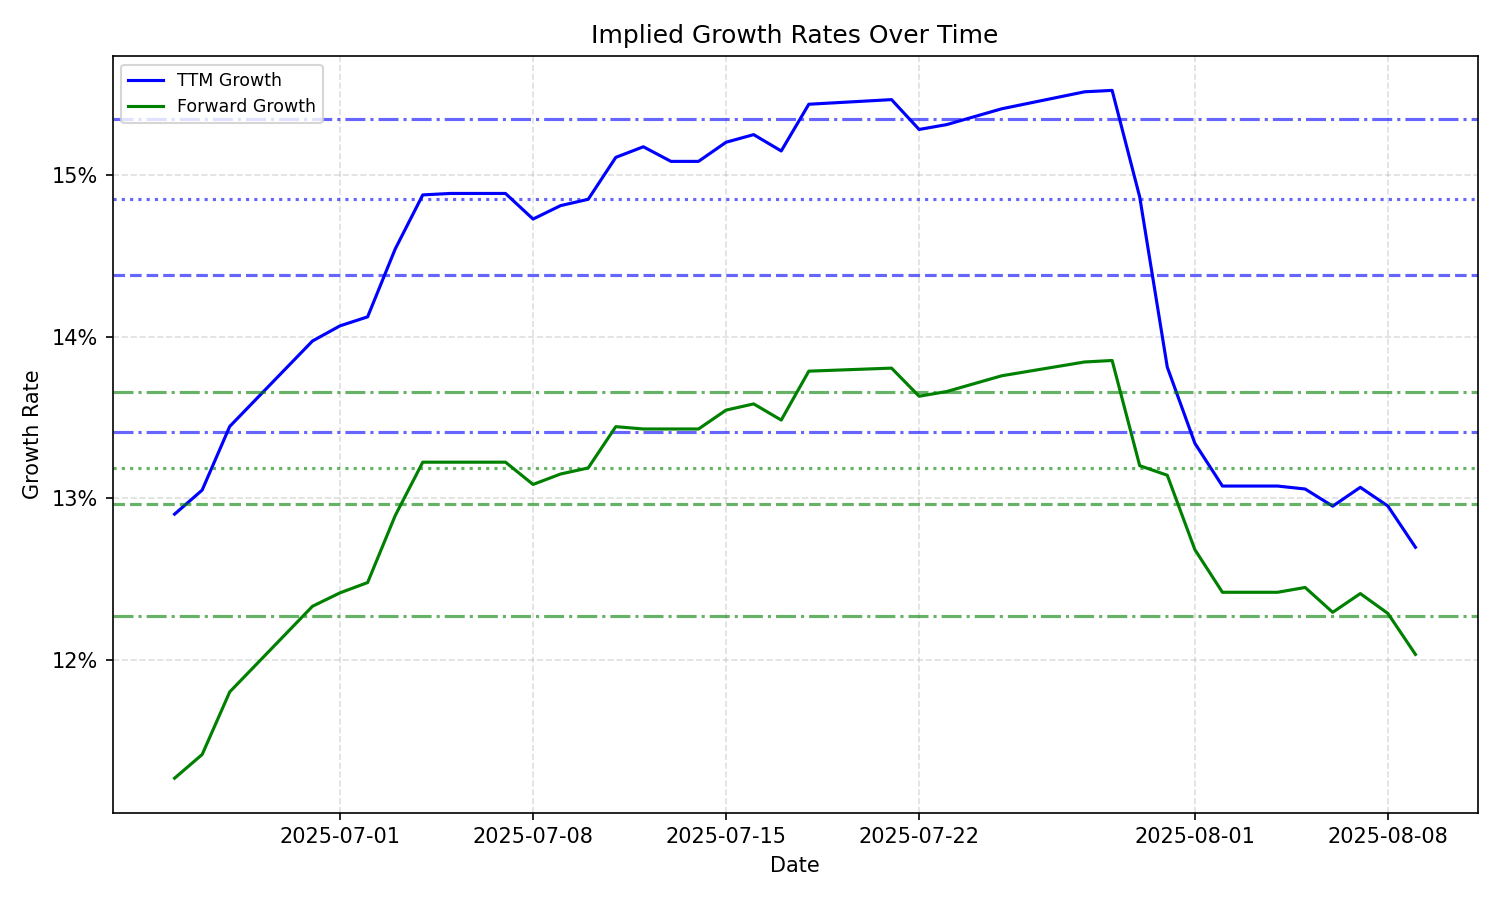 Implied Growth Rates Over Time
TTM Growth
Forward Growth
15%
14%
13%
12%
Growth Rate
2025-07-01
2025-07-08
2025-07-15
2025-07-22
2025-08-01
2025-08-08
Date